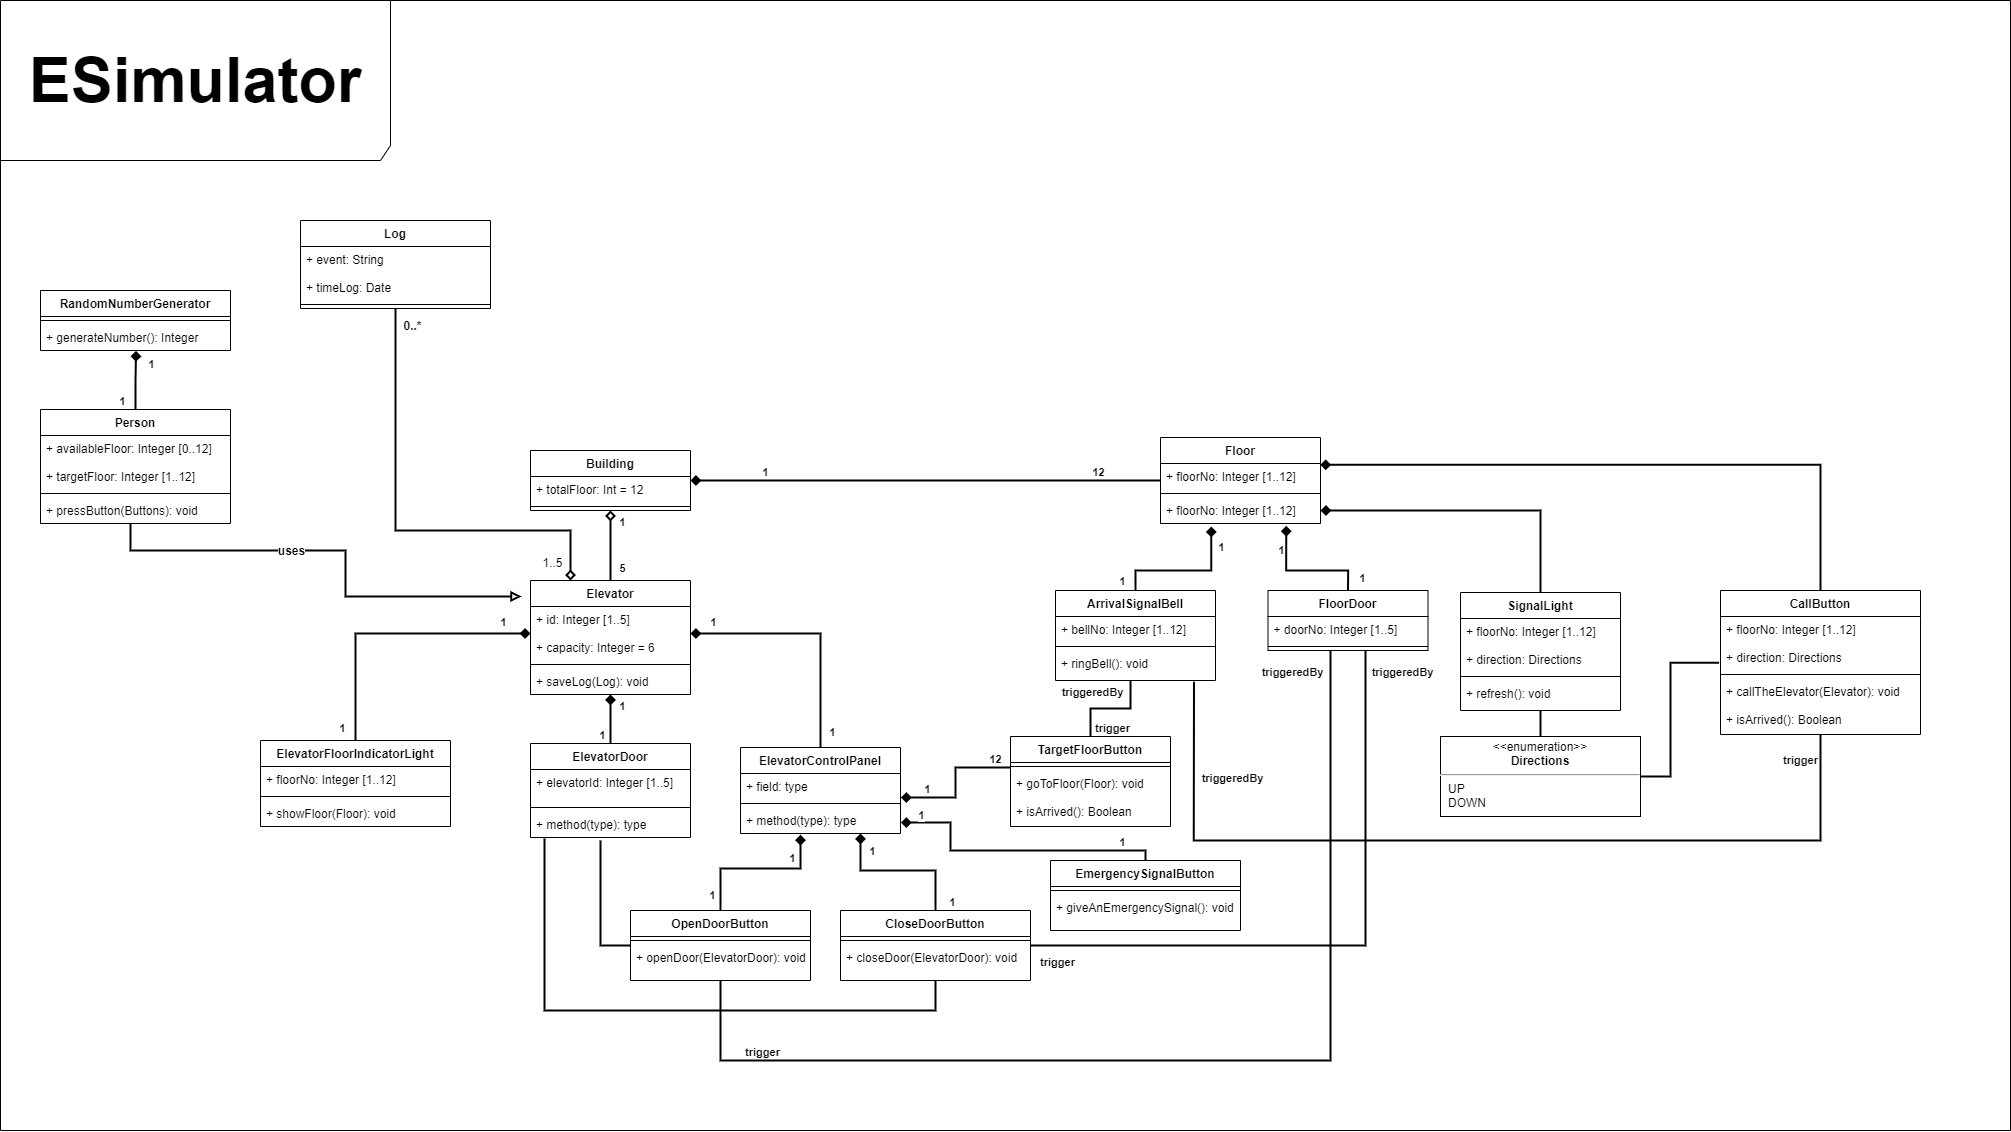 ESimulator
Log
+ event: String
+ timeLog: Date
0..*
RandomNumberGenerator
+ generateNumber(): Integer
1
1
Person
+ availableFloor: Integer [0..12]
+ targetFloor: Integer [1..12]
+ pressButton(Buttons): void
uses
Building
+ totalFloor: Int = 12
1
12
1
5
1..5
Floor
+ floorNo: Integer [1..12]
+ floorNo: Integer [1..12]
1
1
1
1
Elevator
+ id: Integer [1..5]
+ capacity: Integer = 6
+ saveLog(Log): void
1
1
1
1
1
1
ArrivalSignalBell
+ bellNo: Integer [1..12]
+ ringBell(): void
triggeredBy
trigger
triggeredBy
FloorDoor
+ doorNo: Integer [1..5]
triggeredBy
triggeredBy
SignalLight
+ floorNo: Integer [1..12]
+ direction: Directions
+ refresh(): void
CallButton
+ floorNo: Integer [1..12]
+ direction: Directions
+ callTheElevator(Elevator): void
+ isArrived(): Boolean
trigger
<<enumeration>>
Directions
UP
DOWN
ElevatorFloorIndicatorLight
+ floorNo: Integer [1..12]
+ showFloor(Floor): void
ElevatorDoor
+ elevatorId: Integer [1..5]
+ method(type): type
ElevatorControlPanel
+ field: type
+ method(type): type
1
12
1
1
1
1
1
1
TargetFloorButton
+ goToFloor(Floor): void
+ isArrived(): Boolean
EmergencySignalButton
+ giveAnEmergencySignal(): void
OpenDoorButton
+ openDoor(ElevatorDoor): void
CloseDoorButton
+ closeDoor(ElevatorDoor): void
trigger
trigger